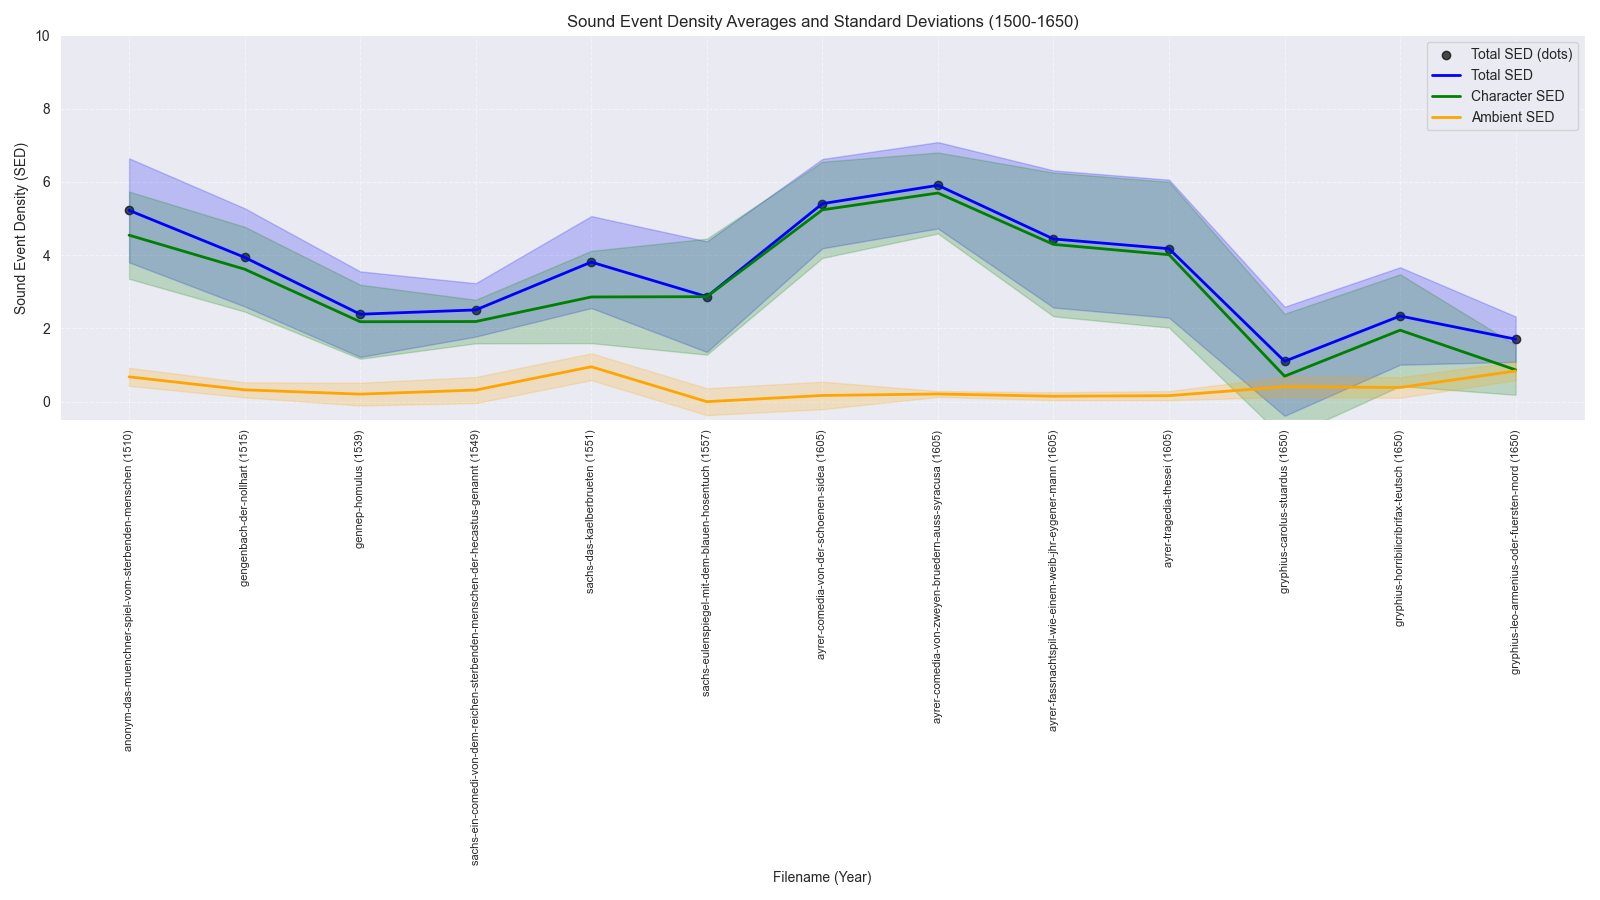 Sound Event Density Averages and Standard Deviations (1500-1650)
10
8
6
4
2
0
Sound Event Density (SED)
Total SED (dots)
Total SED
Character SED
Ambient SED
anonym-das-muenchner-spiel-vom-sterbenden-menschen (1510)
gengenbach-der-nollhart (1515)
gennep-homulus (1539)
sachs-ein-comedi-von-dem-reichen-sterbenden-menschen-der-hecastus-genannt (1549)
sachs-das-kaelberbrueten (1551)
sachs-eulenspiegel-mit-dem-blauen-hosentuch (1557)
ayrer-comedia-von-der-schoenen-sidea (1605)
ayrer-comedia-von-zweyen-bruedern-auss-syracusa (1605)
ayrer-fassnachtspil-wie-einem-weib-jhr-eygener-mann (1605)
ayrer-tragedia-thesei (1605)
gryphius-carolus-stuardus (1650)
gryphius-horribilicribrifax-teutsch (1650)
gryphius-leo-armenius-oder-fuersten-mord (1650)
Filename (Year)